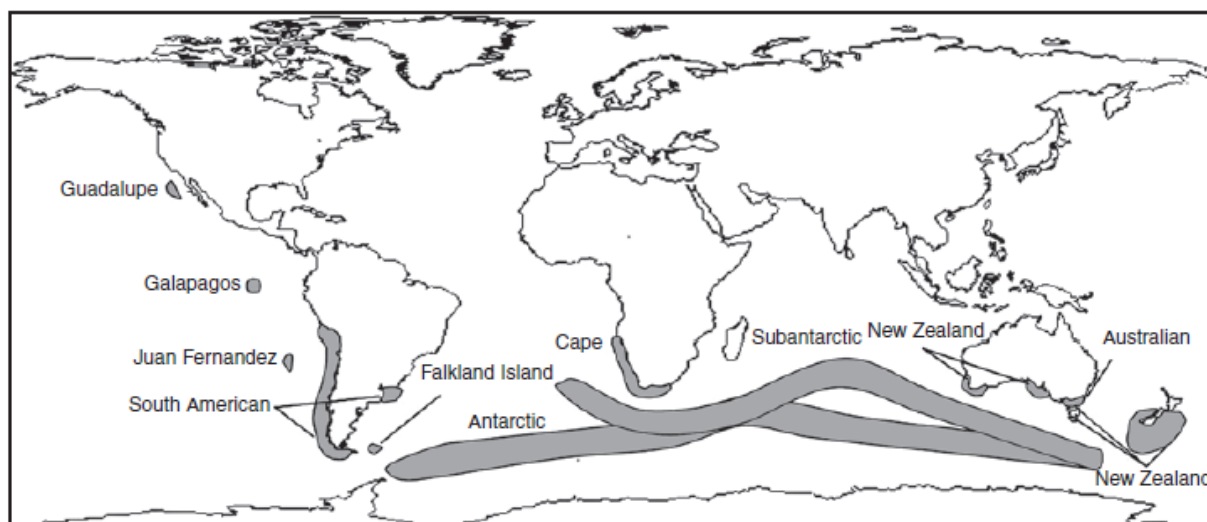 Guadalupe
Galapagos
Juan Fernandez
South American
Falkland Island
Antarctic
Cape
Subantarctic
New Zealand
Australian
New Zealand